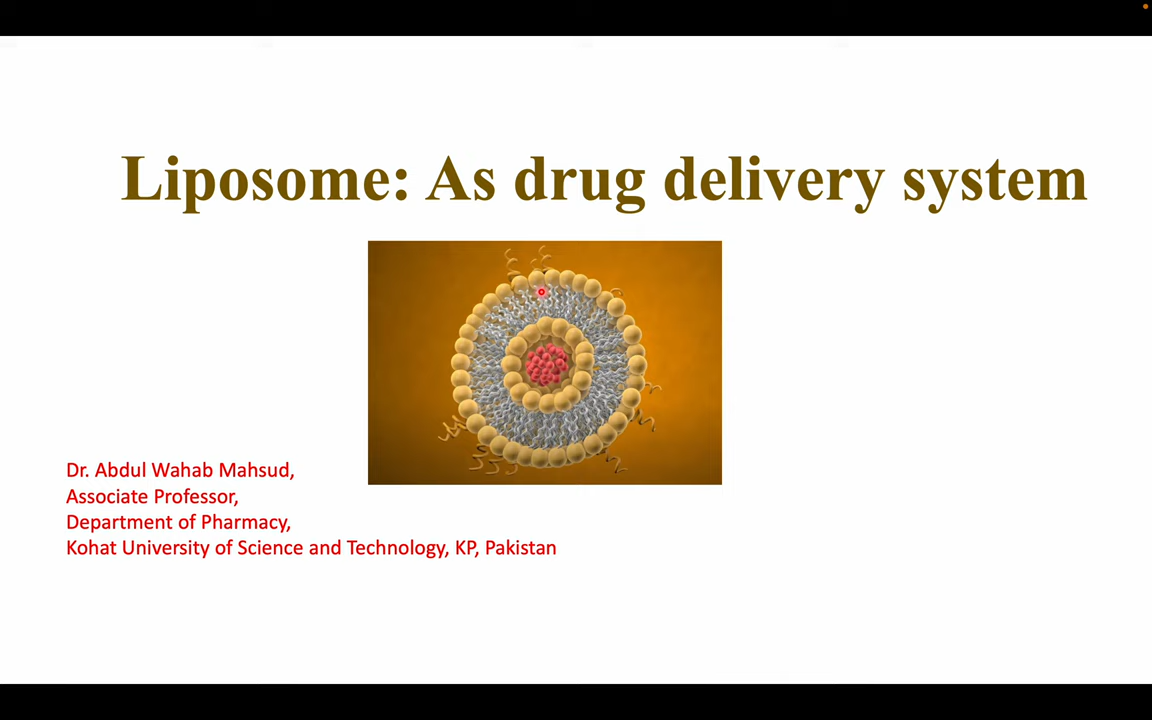 Liposome: As drug delivery system
Dr. Abdul Wahab Mahsud,
Associate Professor,
Department of Pharmacy,
Kohat University of Science and Technology, KP, Pakistan